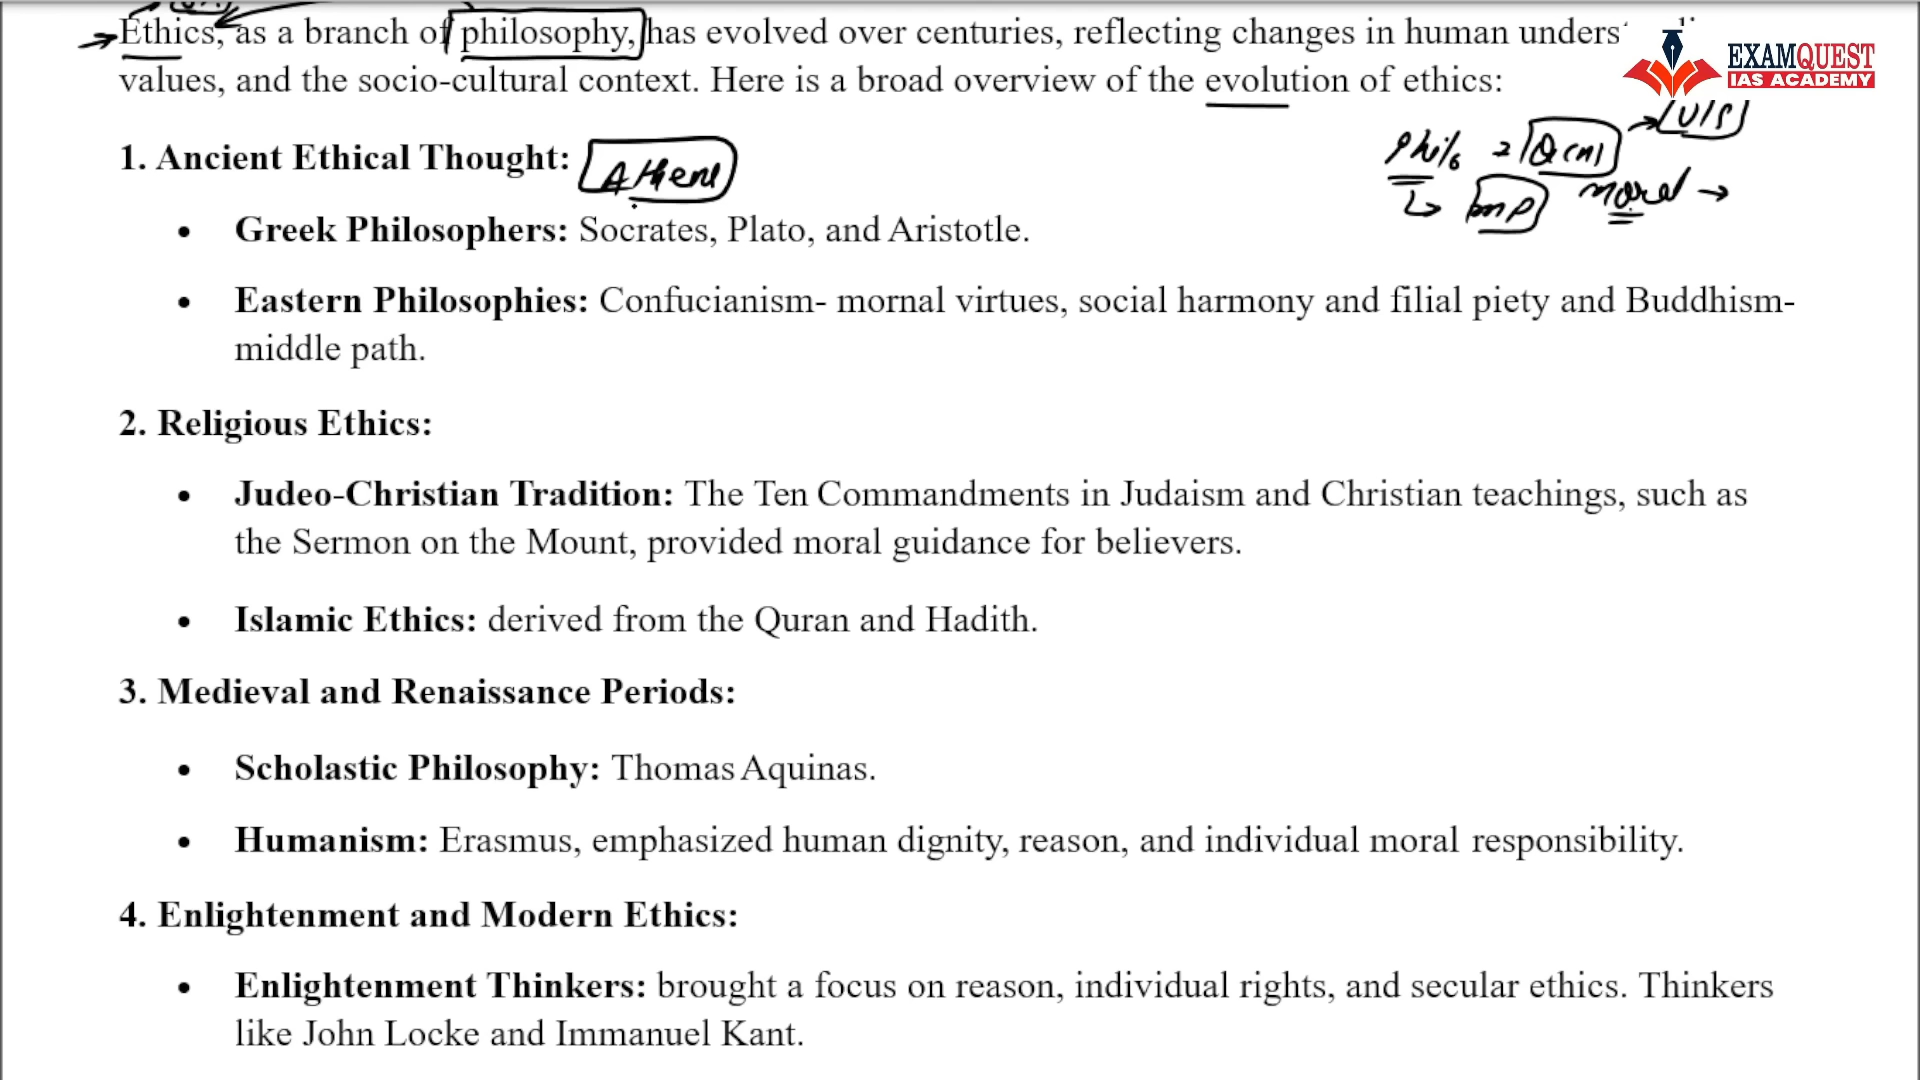 Ethics, as a branch of philosophy, has evolved over centuries, reflecting changes in human
values, and the socio-cultural context. Here is a broad overview of the evolution of ethics:
EXAMQUEST
IAS ACADEMY
1. Ancient Ethical Thought:
• Greek Philosophers: Socrates, Plato, and Aristotle.
• Eastern Philosophies: Confucianism- mornal virtues, social harmony and filial piety and Buddhism-
middle path.
2. Religious Ethics:
• Judeo-Christian Tradition: The Ten Commandments in Judaism and Christian teachings, such as
the Sermon on the Mount, provided moral guidance for believers.
• Islamic Ethics: derived from the Quran and Hadith.
3. Medieval and Renaissance Periods:
• Scholastic Philosophy: Thomas Aquinas.
• Humanism: Erasmus, emphasized human dignity, reason, and individual moral responsibility.
4. Enlightenment and Modern Ethics:
• Enlightenment Thinkers: brought a focus on reason, individual rights, and secular ethics. Thinkers
like John Locke and Immanuel Kant.